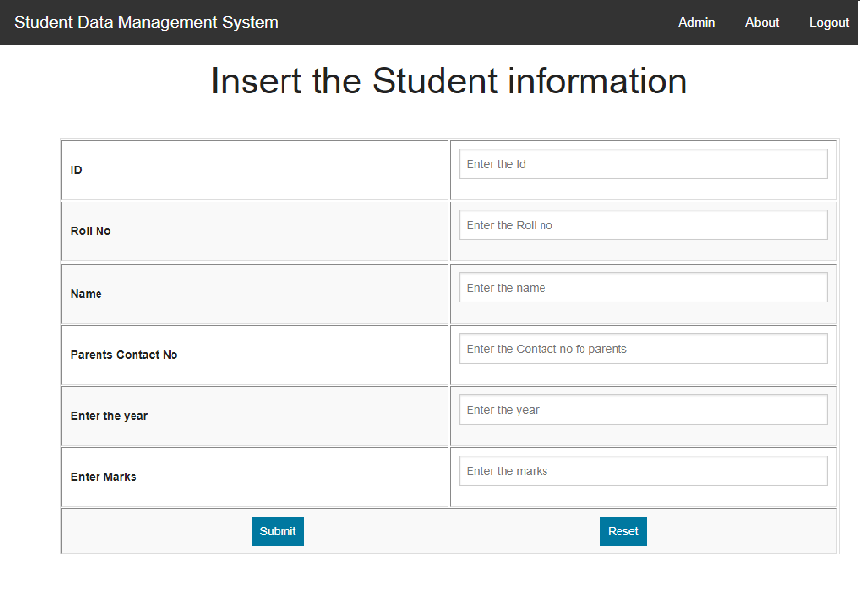 Student Data Management System Admin About Logout
Insert the Student information
ID Enter the Id
Roll No Enter the Roll no
Name Enter the name
Parents Contact No Enter the Contact no fo parents
Enter the year Enter the year
Enter Marks Enter the marks
Submit Reset